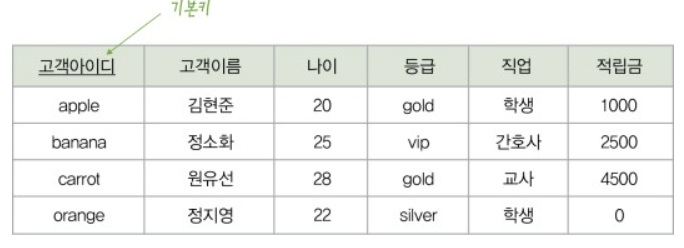 기본키
고객아이디 고객이름 나이 등급 직업 적립금
apple 김현준 20 gold 학생 1000
banana 정소화 25 vip 간호사 2500
carrot 원유선 28 gold 교사 4500
orange 정지영 22 silver 학생 0